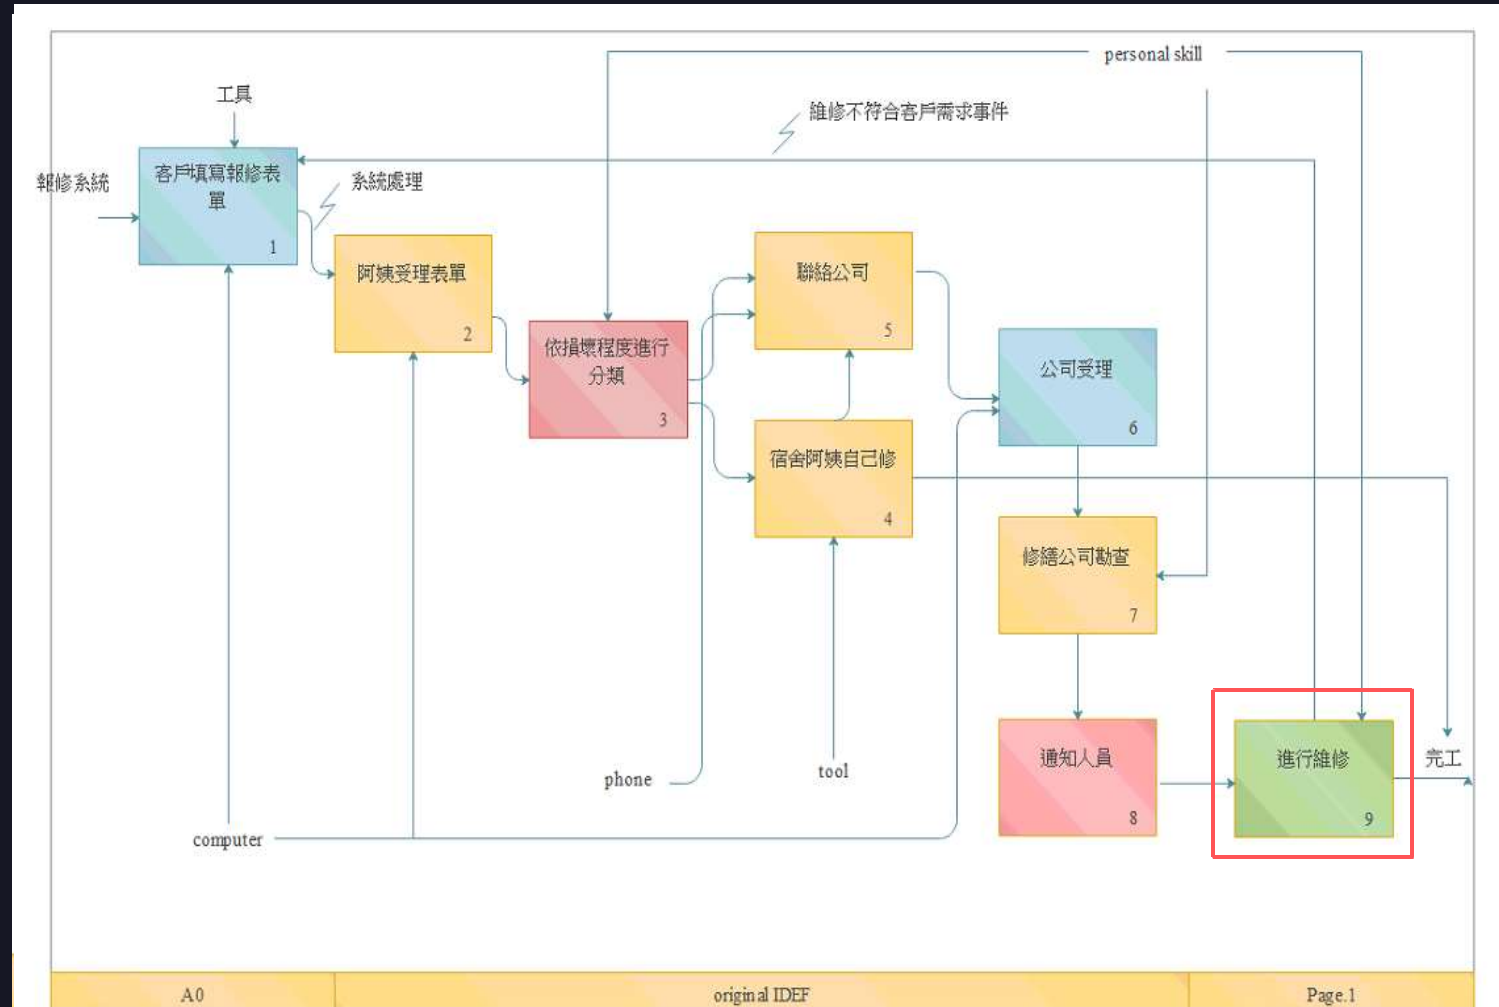 personal skill
工具
維修不符合客戶需求事件
報修系統
客戶填寫報修表
單
1
系統處理
阿姨受理表單
2
依損壞程度進行
分類
3
聯絡公司
5
公司受理
6
宿舍阿姨自己修
4
修繕公司勘查
7
通知人員
8
進行維修
9
完工
phone
tool
computer
A0
original IDEF
Page.1